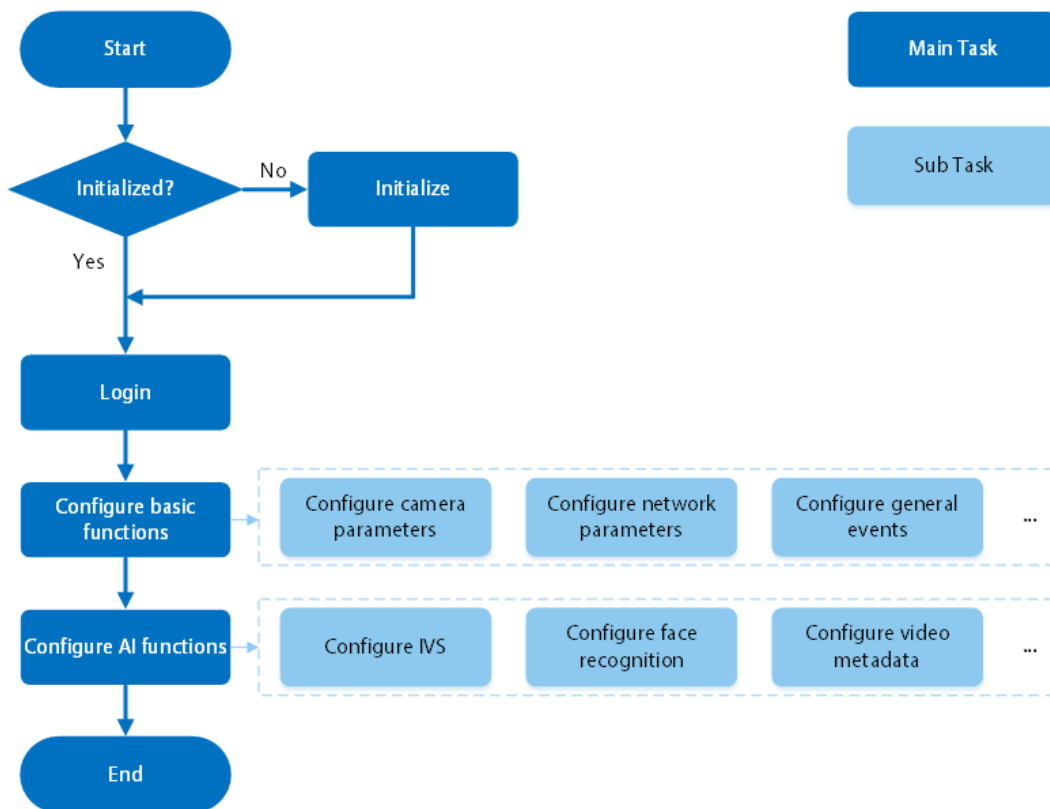 Start
Main Task
No
Initialized?
Initialize
Sub Task
Yes
Login
Configure basic
functions
Configure camera
parameters
Configure network
parameters
Configure general
events
...
Configure AI functions
Configure IVS
Configure face
recognition
Configure video
metadata
...
End